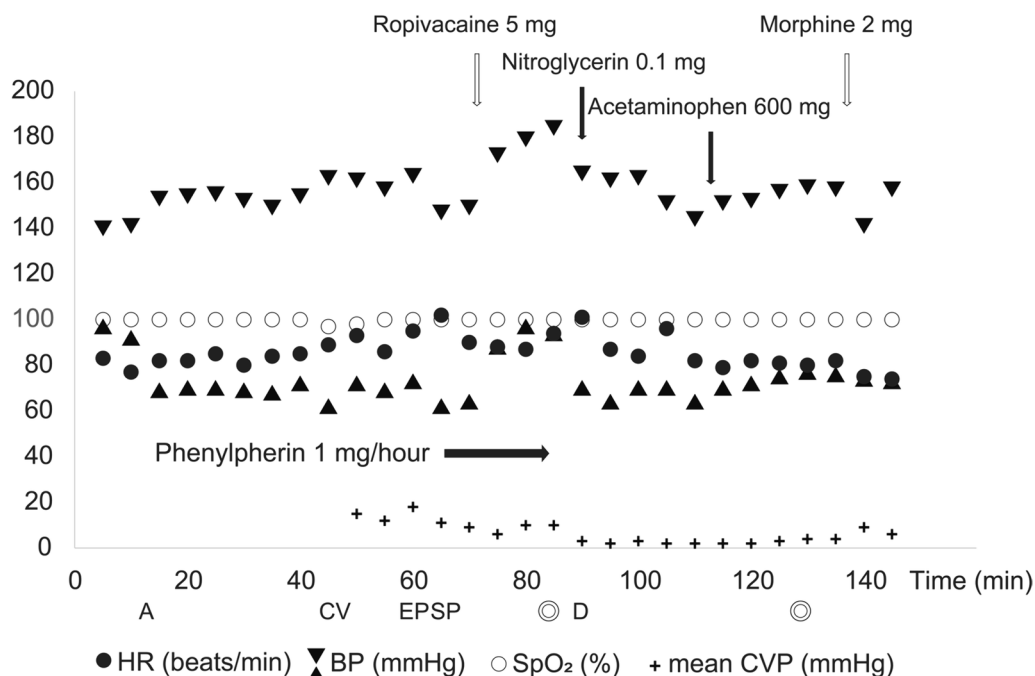 Ropivacaine 5 mg
Morphine 2 mg
Nitroglycerin 0.1 mg
Acetaminophen 600 mg
200
180
160
140
120
100
80
60
40
20
0
Phenylpherin 1 mg/hour
0 20 40 60 80 100 120 140 Time (min)
A CV EPSP D
HR (beats/min) BP (mmHg) SpO₂ (%) + mean CVP (mmHg)